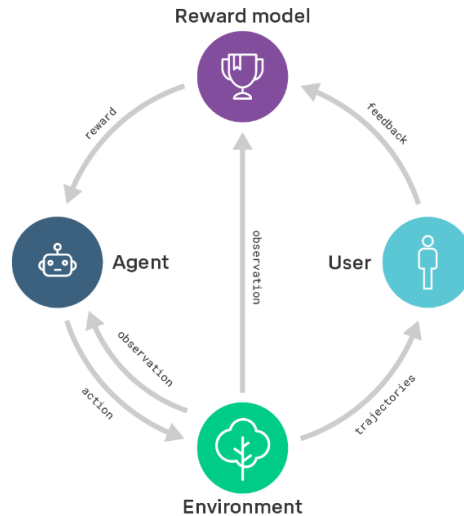 Reward model
reward
feedback
observation
Agent
User
observation
action
trajectories
Environment